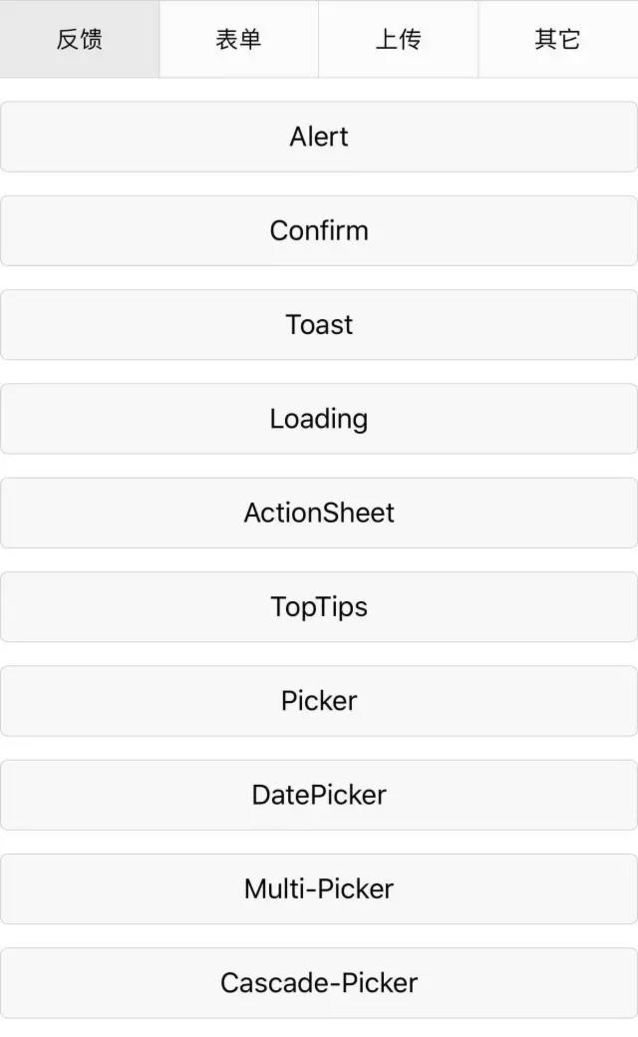 反馈 表单 上传 其它
Alert
Confirm
Toast
Loading
ActionSheet
TopTips
Picker
DatePicker
Multi-Picker
Cascade-Picker